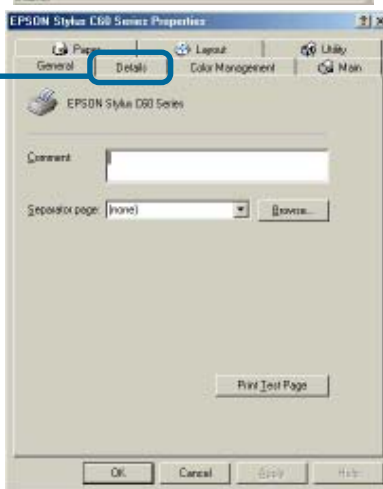 EPSON Stylus C60 Series Properties
Paper Layout Utility
General Details Color Management Main
EPSON Stylus C60 Series
Comment:
Separator page: (none) Browse...
Print Test Page
OK Cancel Apply Help